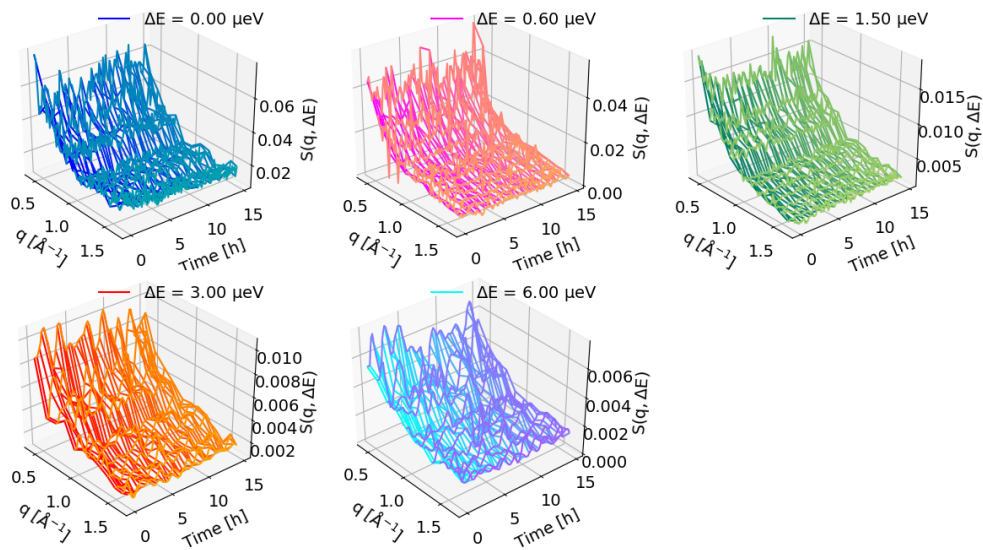 ΔE = 0.00 μeV
0.06
0.04
0.02
S(q, ΔE)
0.5
1.0
1.5
q [Å⁻¹]
0
5
10
15
Time [h]
ΔE = 0.60 μeV
0.04
0.02
0.00
S(q, ΔE)
0.5
1.0
1.5
q [Å⁻¹]
0
5
10
15
Time [h]
ΔE = 1.50 μeV
0.015
0.010
0.005
S(q, ΔE)
0.5
1.0
1.5
q [Å⁻¹]
0
5
10
15
Time [h]
ΔE = 3.00 μeV
0.010
0.008
0.006
0.004
0.002
S(q, ΔE)
0.5
1.0
1.5
q [Å⁻¹]
0
5
10
15
Time [h]
ΔE = 6.00 μeV
0.006
0.004
0.002
0.000
S(q, ΔE)
0.5
1.0
1.5
q [Å⁻¹]
0
5
10
15
Time [h]